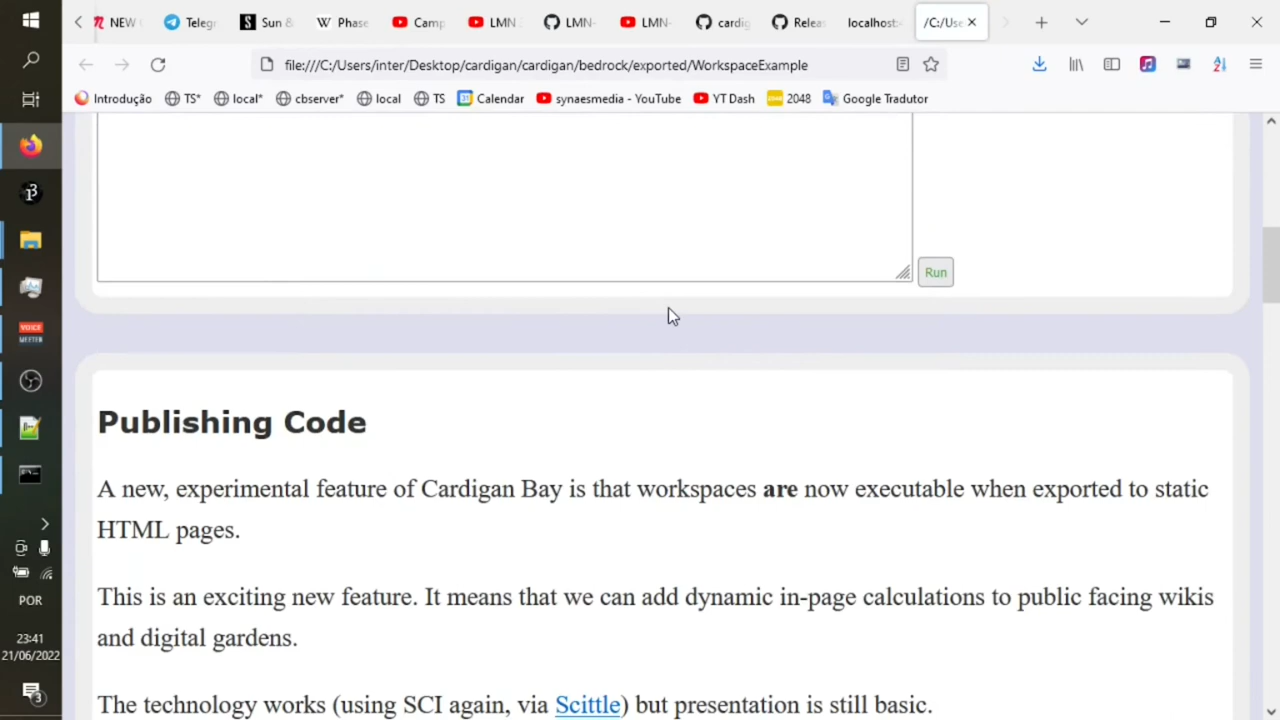 NEW
Telegr
Sun &
Phase
Camp
LMN
LMN-
LMN-
cardig
Releas
localhost:
/C:/Use
file:///C:/Users/inter/Desktop/cardigan/cardigan/bedrock/exported/WorkspaceExample
Introdução
TS*
local*
cbserver*
local
TS
Calendar
synaesmedia - YouTube
YT Dash
2048
Google Tradutor
Run
Publishing Code
A new, experimental feature of Cardigan Bay is that workspaces are now executable when exported to static
HTML pages.
This is an exciting new feature. It means that we can add dynamic in-page calculations to public facing wikis
and digital gardens.
The technology works (using SCI again, via Scittle) but presentation is still basic.
VOICE
MEETER
POR
23:41
21/06/2022
3